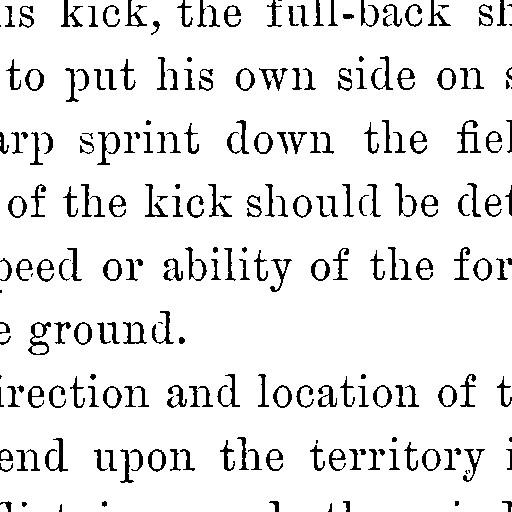 is kick, the full-back sh
to put his own side on s
arp sprint down the fiel
of the kick should be det
peed or ability of the for
e ground.
irection and location of t
end upon the territory i